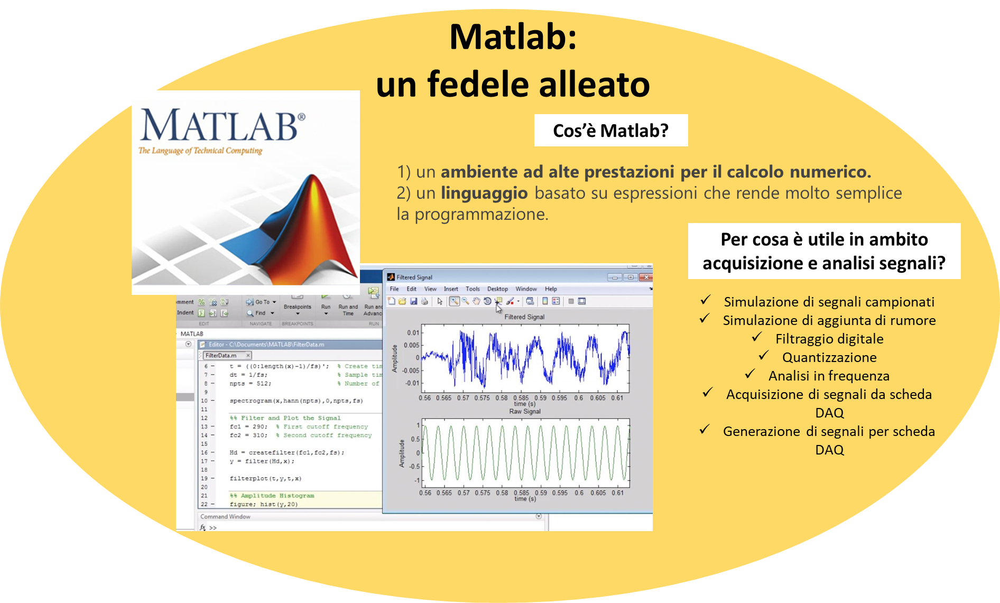 Matlab:
un fedele alleato
MATLAB®
The Language of Technical Computing
Cos'è Matlab?
1) un ambiente ad alte prestazioni per il calcolo numerico.
2) un linguaggio basato su espressioni che rende molto semplice
la programmazione.
Per cosa è utile in ambito
acquisizione e analisi segnali?
✓ Simulazione di segnali campionati
✓ Simulazione di aggiunta di rumore
✓ Filtraggio digitale
✓ Quantizzazione
✓ Analisi in frequenza
✓ Acquisizione di segnali da scheda
DAQ
✓ Generazione di segnali per scheda
DAQ
Go To
Indent
Find
Breakpoints
Run
Run and
Time
EDIT
NAVIGATE
BREAKPOINTS
RUN
MATLAB
Editor - C:\Documents\MATLAB\FilterData.m
FilterData.m
6 – t = ((0:length(x)-1)/fs)'; % Create
7 – dt = 1/fs; % Sample
8 – npts = 512; % Number of
9
10 – spectrogram(x,hann(npts),0,npts,fs)
11
12 %% Filter and Plot the Signal
13 – fc1 = 290; % First cutoff frequency
14 – fc2 = 310; % Second cutoff frequency
15
16 – Hd = createfilter(fc1,fc2,fs);
17 – y = filter(Hd,x);
18
19 – filterplot(t,y,t,x)
20
21 %% Amplitude Histogram
22 – figure; hist(y,20)
Command Window
fx >>
Filtered Signal
File Edit View Insert Tools Desktop Window Help
Filtered Signal
Amplitude
0.01
0.005
0
-0.005
-0.01
0.56 0.565 0.57 0.575 0.58 0.585 0.59 0.595 0.6 0.605 0.61
time (s)
Raw Signal
Amplitude
1
0.5
0
-0.5
-1
0.56 0.565 0.57 0.575 0.58 0.585 0.59 0.595 0.6 0.605 0.61
time (s)